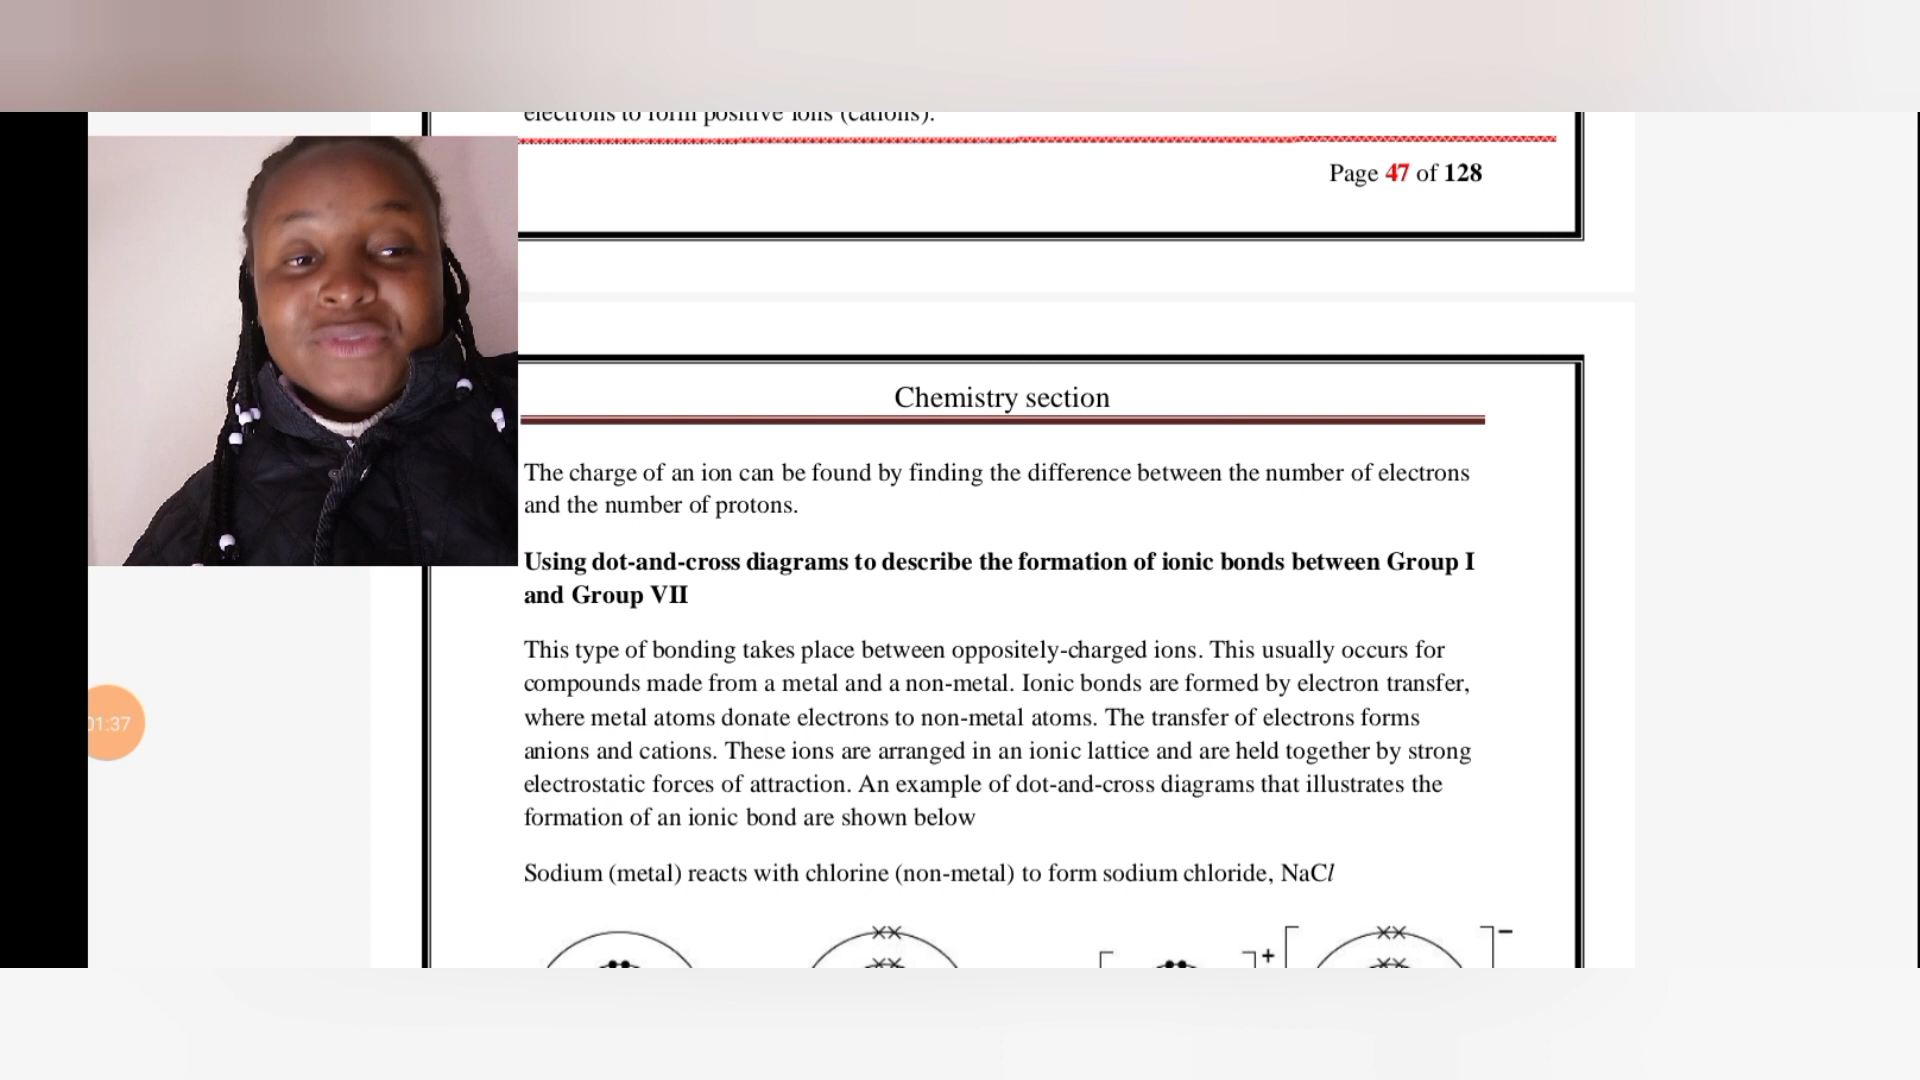 electrons to form positive ions (cations).
Page 47 of 128
Chemistry section
The charge of an ion can be found by finding the difference between the number of electrons
and the number of protons.
Using dot-and-cross diagrams to describe the formation of ionic bonds between Group I
and Group VII
This type of bonding takes place between oppositely-charged ions. This usually occurs for
compounds made from a metal and a non-metal. Ionic bonds are formed by electron transfer,
where metal atoms donate electrons to non-metal atoms. The transfer of electrons forms
anions and cations. These ions are arranged in an ionic lattice and are held together by strong
electrostatic forces of attraction. An example of dot-and-cross diagrams that illustrates the
formation of an ionic bond are shown below
01:37
Sodium (metal) reacts with chlorine (non-metal) to form sodium chloride, NaCl
+
−